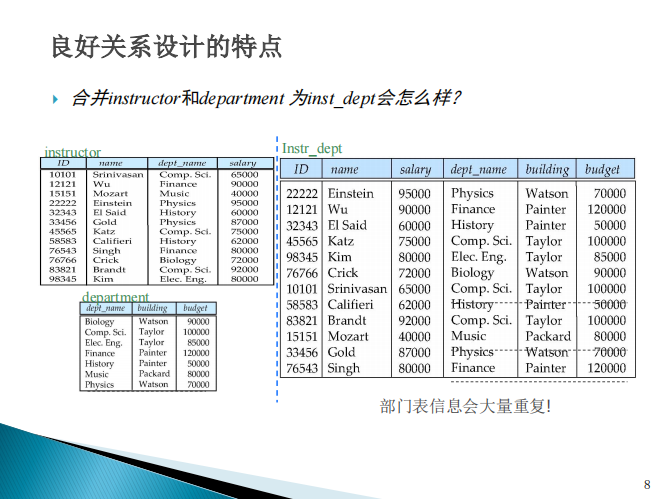 良好关系设计的特点
合并instructor和department 为inst_dept会怎么样？
instructor
ID name dept_name salary
10101 Srinivasan Comp. Sci. 65000
12121 Wu Finance 90000
15151 Mozart Music 40000
22222 Einstein Physics 95000
32343 El Said History 60000
33456 Gold Physics 87000
45565 Katz Comp. Sci. 75000
58583 Califieri History 62000
76543 Singh Finance 80000
76766 Crick Biology 72000
83821 Brandt Comp. Sci. 92000
98345 Kim Elec. Eng. 80000
department
dept_name building budget
Biology Watson 90000
Comp. Sci. Taylor 100000
Elec. Eng. Taylor 85000
Finance Painter 120000
History Painter 50000
Music Packard 80000
Physics Watson 70000
Instr_dept
ID name salary dept_name building budget
22222 Einstein 95000 Physics Watson 70000
12121 Wu 90000 Finance Painter 120000
32343 El Said 60000 History Painter 50000
45565 Katz 75000 Comp. Sci. Taylor 100000
98345 Kim 80000 Elec. Eng. Taylor 85000
76766 Crick 72000 Biology Watson 90000
10101 Srinivasan 65000 Comp. Sci. Taylor 100000
58583 Califieri 62000 History Painter 50000
83821 Brandt 92000 Comp. Sci. Taylor 100000
15151 Mozart 40000 Music Packard 80000
33456 Gold 87000 Physics Watson 70000
76543 Singh 80000 Finance Painter 120000
部门表信息会大量重复!
8